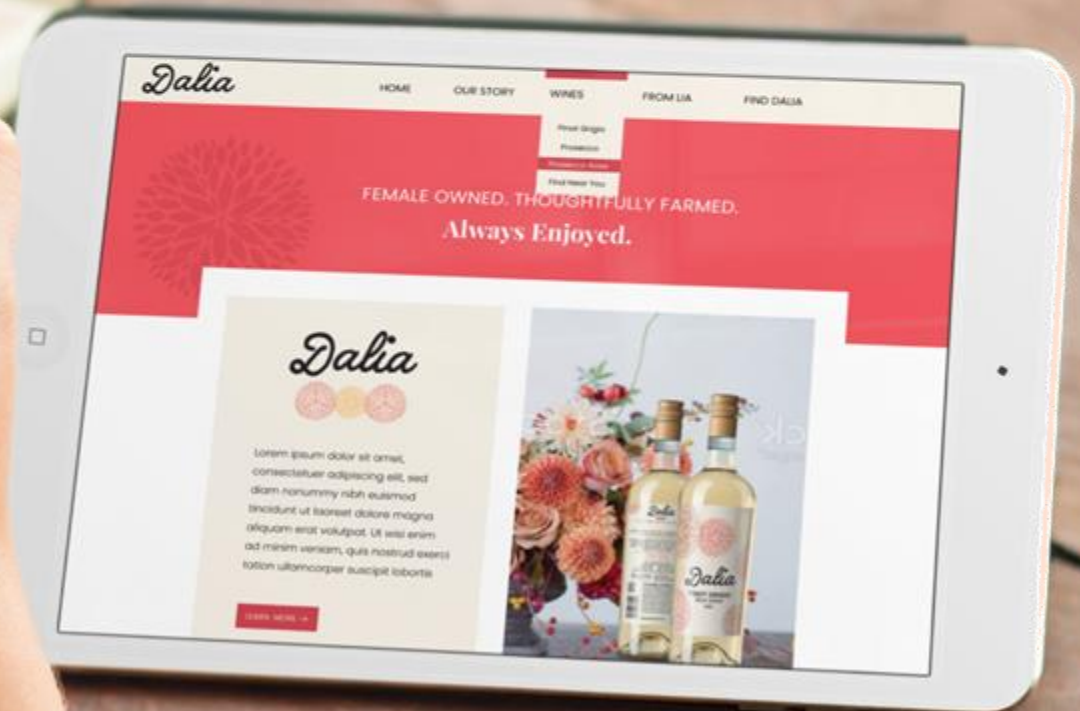 Dalia
HOME OUR STORY WINES FROM LIA FIND DALIA
Pinot Grigio
Prosecco
Prosecco Rose
Find Near You
FEMALE OWNED. THOUGHTFULLY FARMED.
Always Enjoyed.
Dalia
Lorem ipsum dolor sit amet,
consectetuer adipiscing elit, sed
diam nonummy nibh euismod
tincidunt ut laoreet dolore magna
aliquam erat volutpat. Ut wisi enim
ad minim veniam, quis nostrud exerci
tation ullamcorper suscipit lobortis
LEARN MORE →
Dalia
Dalia
PINOT GRIGIO